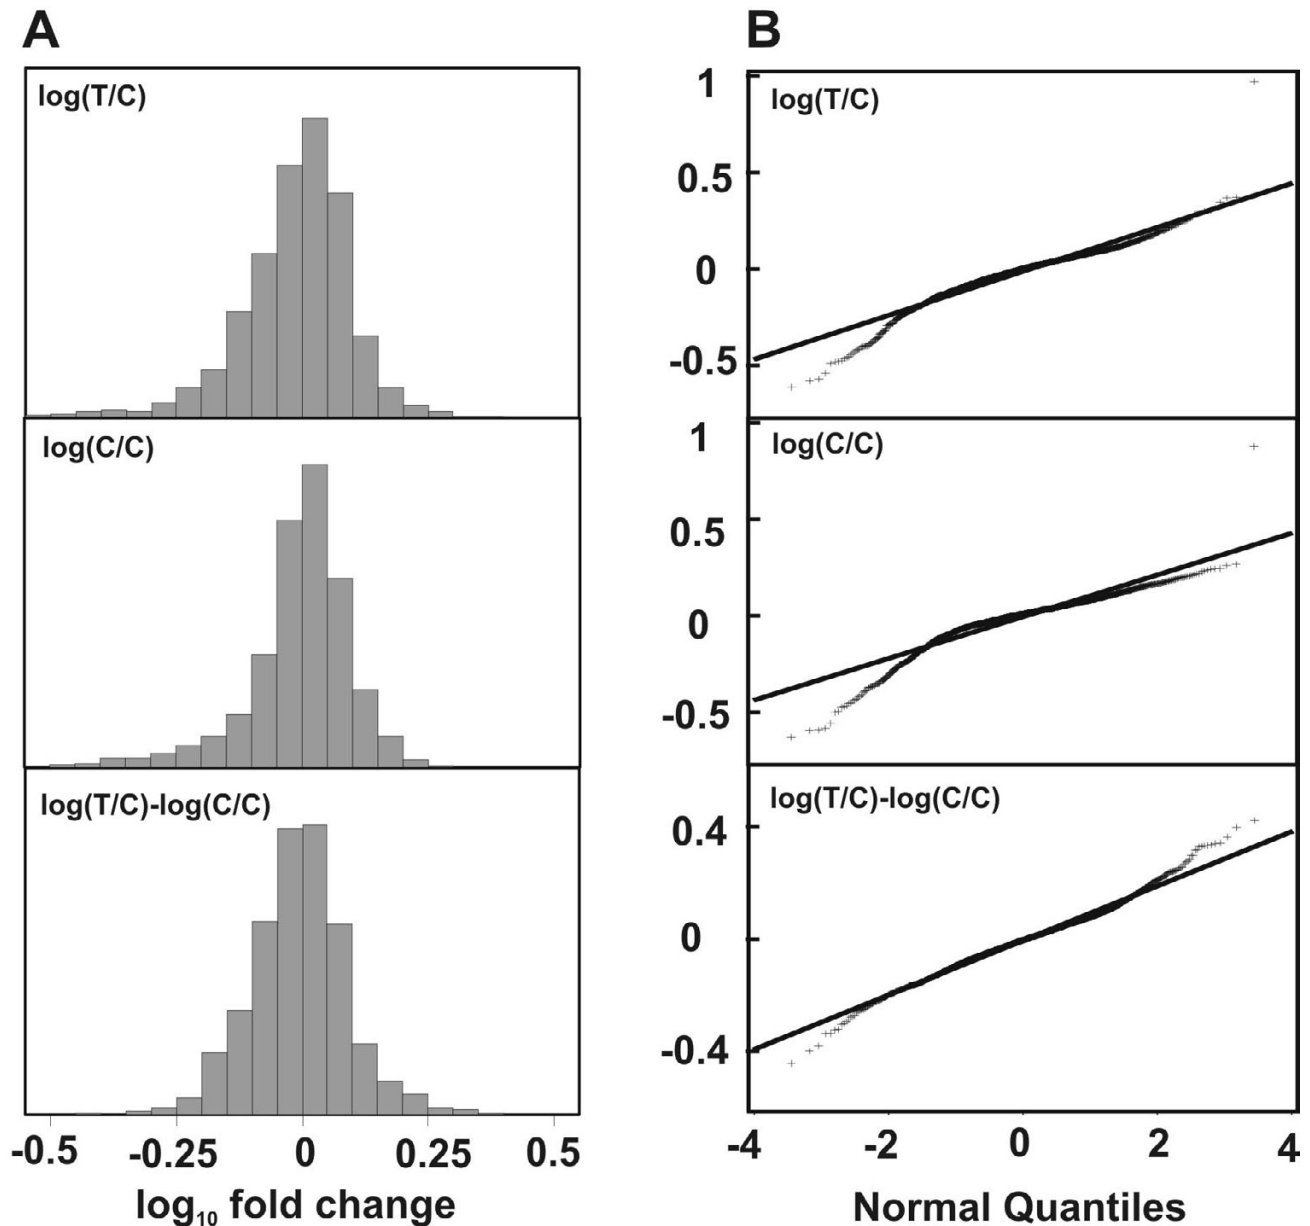 A
log(T/C)
log(C/C)
log(T/C)-log(C/C)
-0.5 -0.25 0 0.25 0.5
log₁₀ fold change
B
1
log(T/C)
0.5
0
-0.5
1
log(C/C)
0.5
0
-0.5
log(T/C)-log(C/C)
0.4
0
-0.4
-4 -2 0 2 4
Normal Quantiles